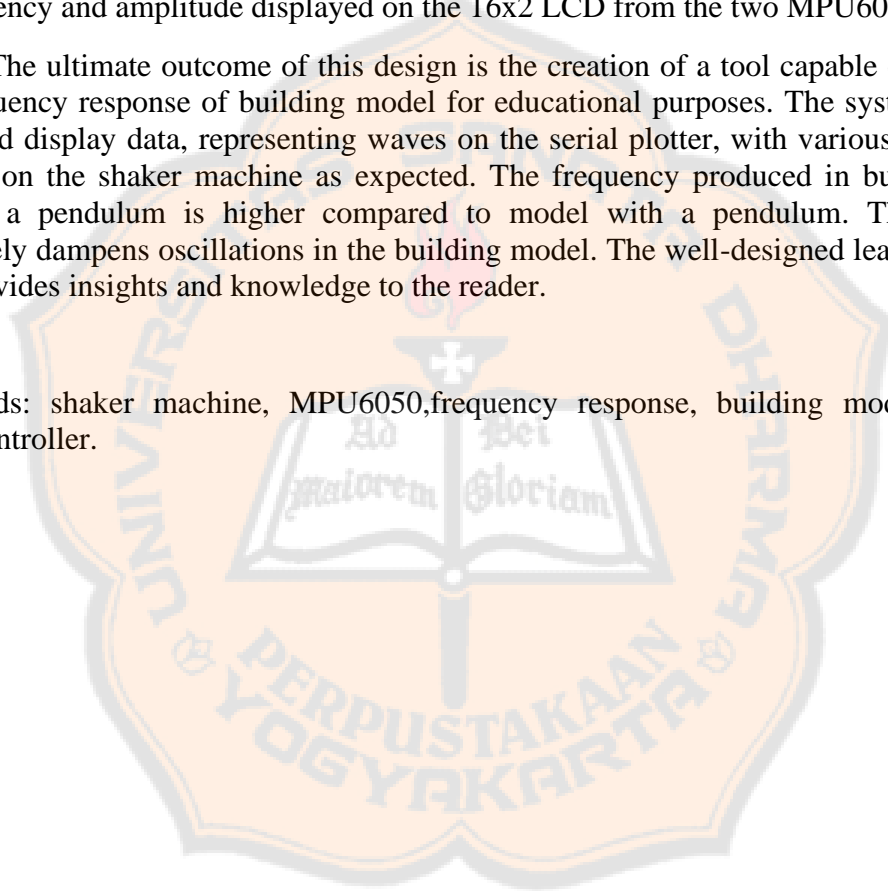 ency and amplitude displayed on the 16x2 LCD from the two MPU60
The ultimate outcome of this design is the creation of a tool capable
uency response of building model for educational purposes. The syst
d display data, representing waves on the serial plotter, with various
on the shaker machine as expected. The frequency produced in bu
a pendulum is higher compared to model with a pendulum. Th
ely dampens oscillations in the building model. The well-designed lea
vides insights and knowledge to the reader.
ds: shaker machine, MPU6050,frequency response, building mod
ntroller.
UNIVERSITAS SANATA DHARMA
Ad Dei
Maiorem Gloriam
PERPUSTAKAAN
YOGYAKARTA